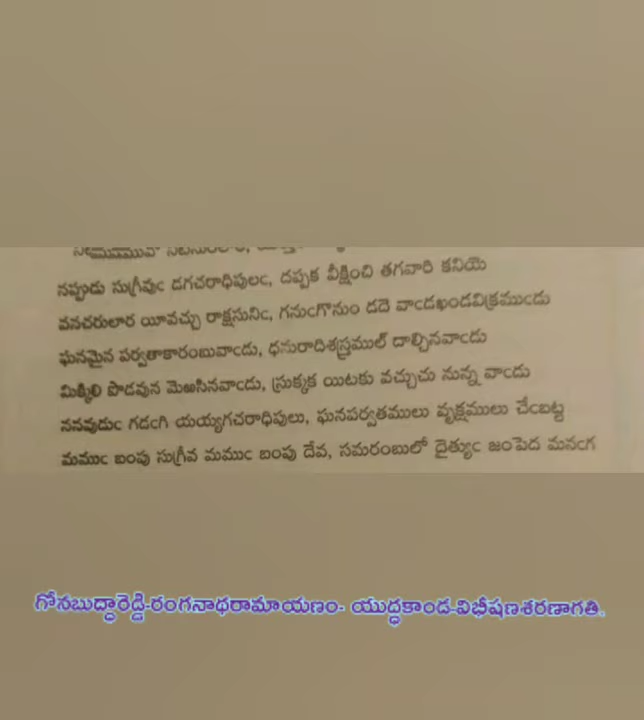 నప్పుడు సుగ్రీవుఁ డగచరాధిపులఁ, దప్పక వీక్షించి తగవారి కనియె
వనచరులార యీవచ్చు రాక్షసునిఁ, గనుఁగొనుం డదె వాఁడఖండవిక్రముఁడు
ఘనమైన పర్వతాకారంబువాఁడు, ధనురాదిశస్త్రముల్ దాల్చినవాఁడు
మిక్కిలి పొడవున మెఱసినవాఁడు, స్రుక్కక యిటకు వచ్చుచు నున్న వాఁడు
ననవుడుఁ గడఁగి యయ్యగచరాధిపులు, ఘనపర్వతములు వృక్షములు చేఁబట్ట
మముఁ బంపు సుగ్రీవ మముఁ బంపు దేవ, సమరంబులో దైత్యుఁ జంపెద మనఁగ
గోనబుద్ధారెడ్డి-రంగనాథరామాయణం- యుద్ధకాండ-విభీషణశరణాగతి.